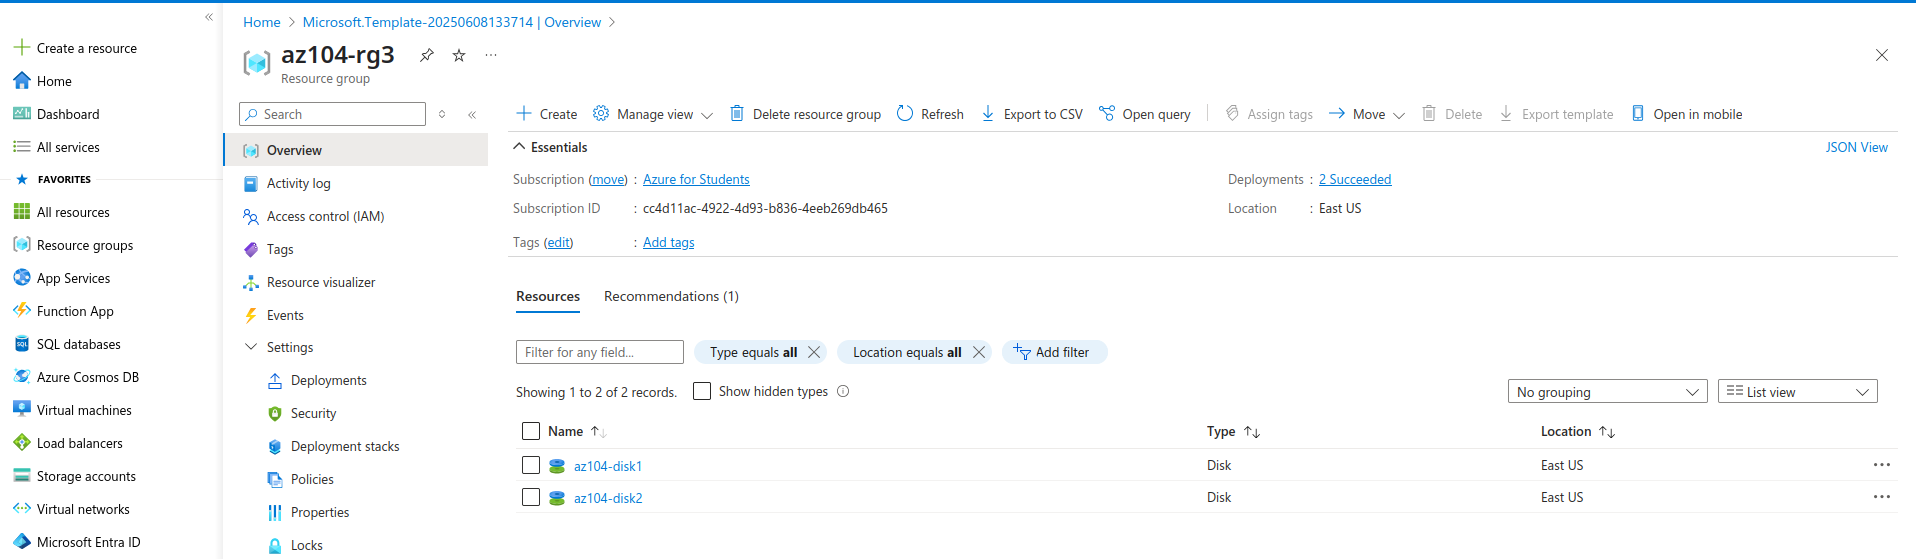 Home > Microsoft.Template-20250608133714 | Overview >
az104-rg3
Resource group
Create a resource
Home
Dashboard
All services
FAVORITES
All resources
Resource groups
App Services
Function App
SQL databases
Azure Cosmos DB
Virtual machines
Load balancers
Storage accounts
Virtual networks
Microsoft Entra ID
Search
Overview
Activity log
Access control (IAM)
Tags
Resource visualizer
Events
Settings
Deployments
Security
Deployment stacks
Policies
Properties
Locks
Create Manage view Delete resource group Refresh Export to CSV Open query Assign tags Move Delete Export template Open in mobile
Essentials JSON View
Subscription (move) : Azure for Students Deployments : 2 Succeeded
Subscription ID : cc4d11ac-4922-4d93-b836-4eeb269db465 Location : East US
Tags (edit) : Add tags
Resources Recommendations (1)
Filter for any field... Type equals all Location equals all Add filter
Showing 1 to 2 of 2 records. Show hidden types No grouping List view
Name Type Location
az104-disk1 Disk East US
az104-disk2 Disk East US